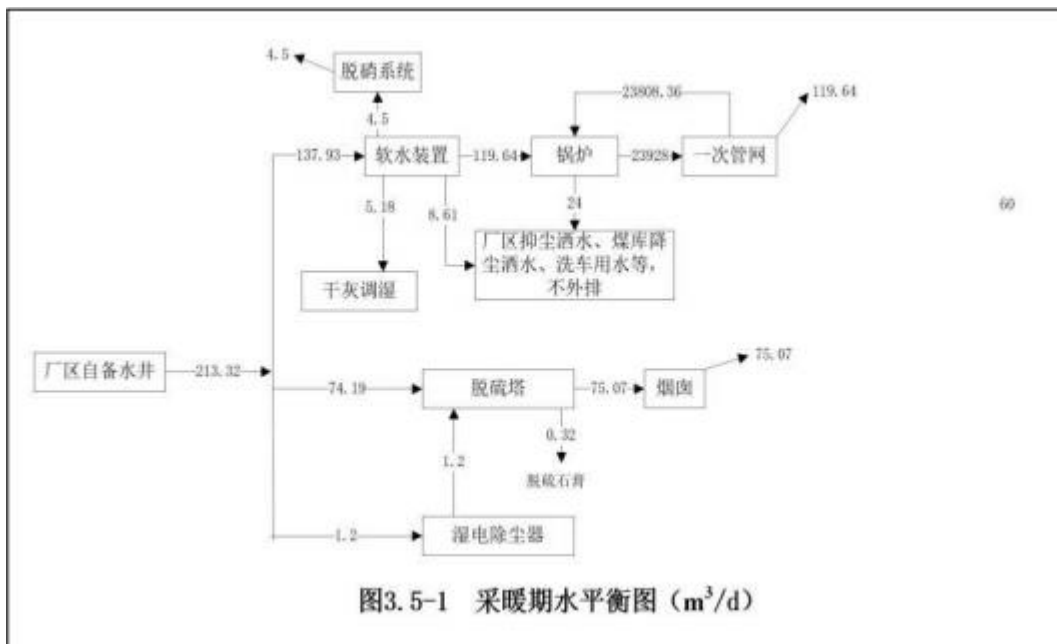 4.5
脱硝系统
4.5
23808.36
119.64
137.93
软水装置
119.64
锅炉
23928
一次管网
5.18
8.61
24
60
干灰调湿
厂区抑尘洒水、煤库降
尘洒水、洗车用水等,
不外排
厂区自备水井
213.32
74.19
脱硫塔
75.07
烟囱
75.07
1.2
0.32
脱硫石膏
1.2
湿电除尘器
图3.5-1 采暖期水平衡图（m³/d）